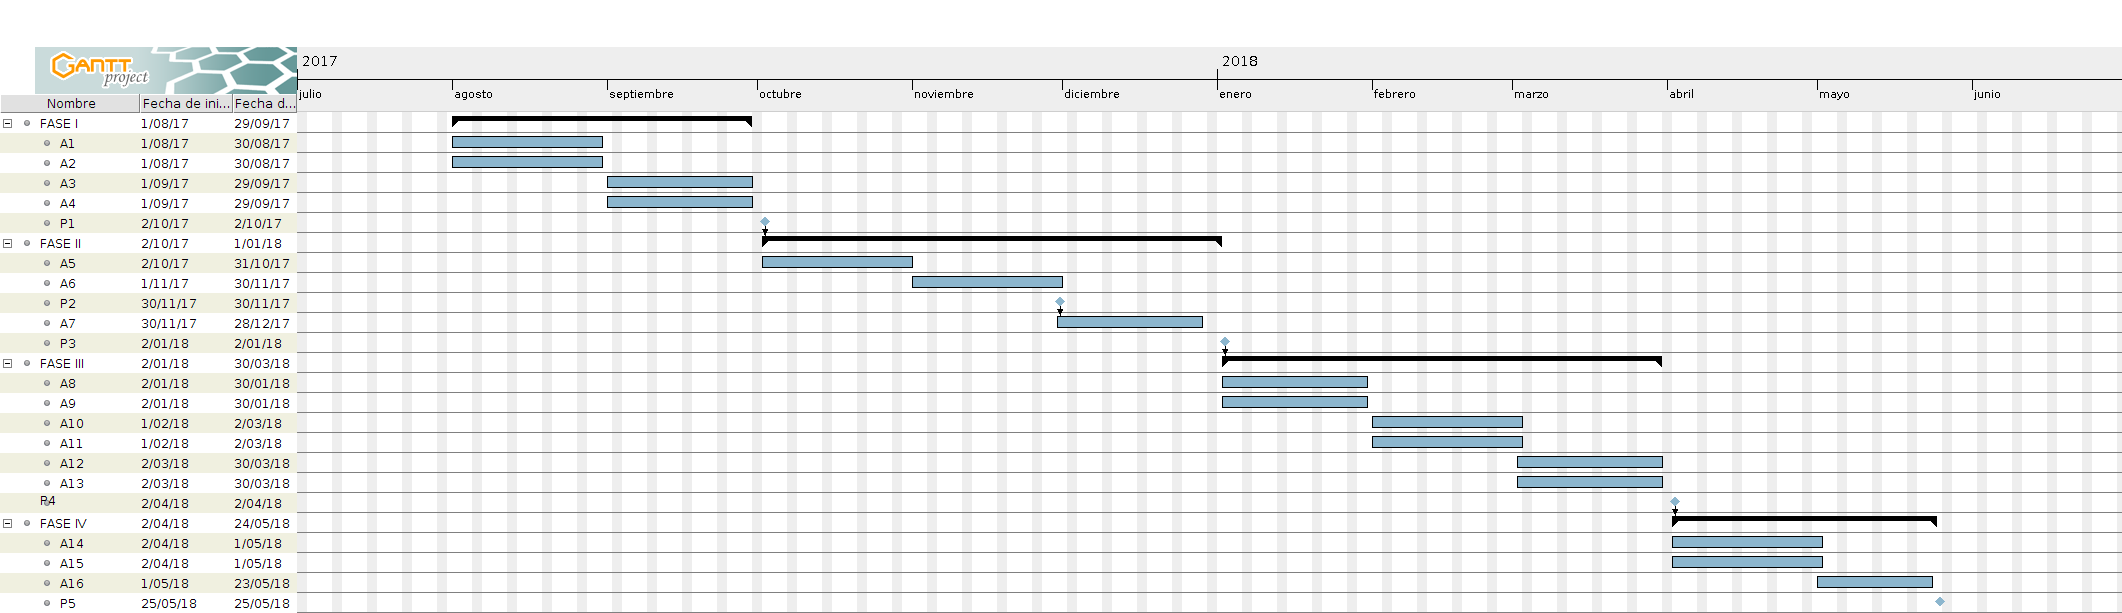 GANTT
project
2017 2018
julio agosto septiembre octubre noviembre diciembre enero febrero marzo abril mayo junio
Nombre Fecha de ini... Fecha d...
FASE I 1/08/17 29/09/17
A1 1/08/17 30/08/17
A2 1/08/17 30/08/17
A3 1/09/17 29/09/17
A4 1/09/17 29/09/17
P1 2/10/17 2/10/17
FASE II 2/10/17 1/01/18
A5 2/10/17 31/10/17
A6 1/11/17 30/11/17
P2 30/11/17 30/11/17
A7 30/11/17 28/12/17
P3 2/01/18 2/01/18
FASE III 2/01/18 30/03/18
A8 2/01/18 30/01/18
A9 2/01/18 30/01/18
A10 1/02/18 2/03/18
A11 1/02/18 2/03/18
A12 2/03/18 30/03/18
A13 2/03/18 30/03/18
P4 2/04/18 2/04/18
FASE IV 2/04/18 24/05/18
A14 2/04/18 1/05/18
A15 2/04/18 1/05/18
A16 1/05/18 23/05/18
P5 25/05/18 25/05/18